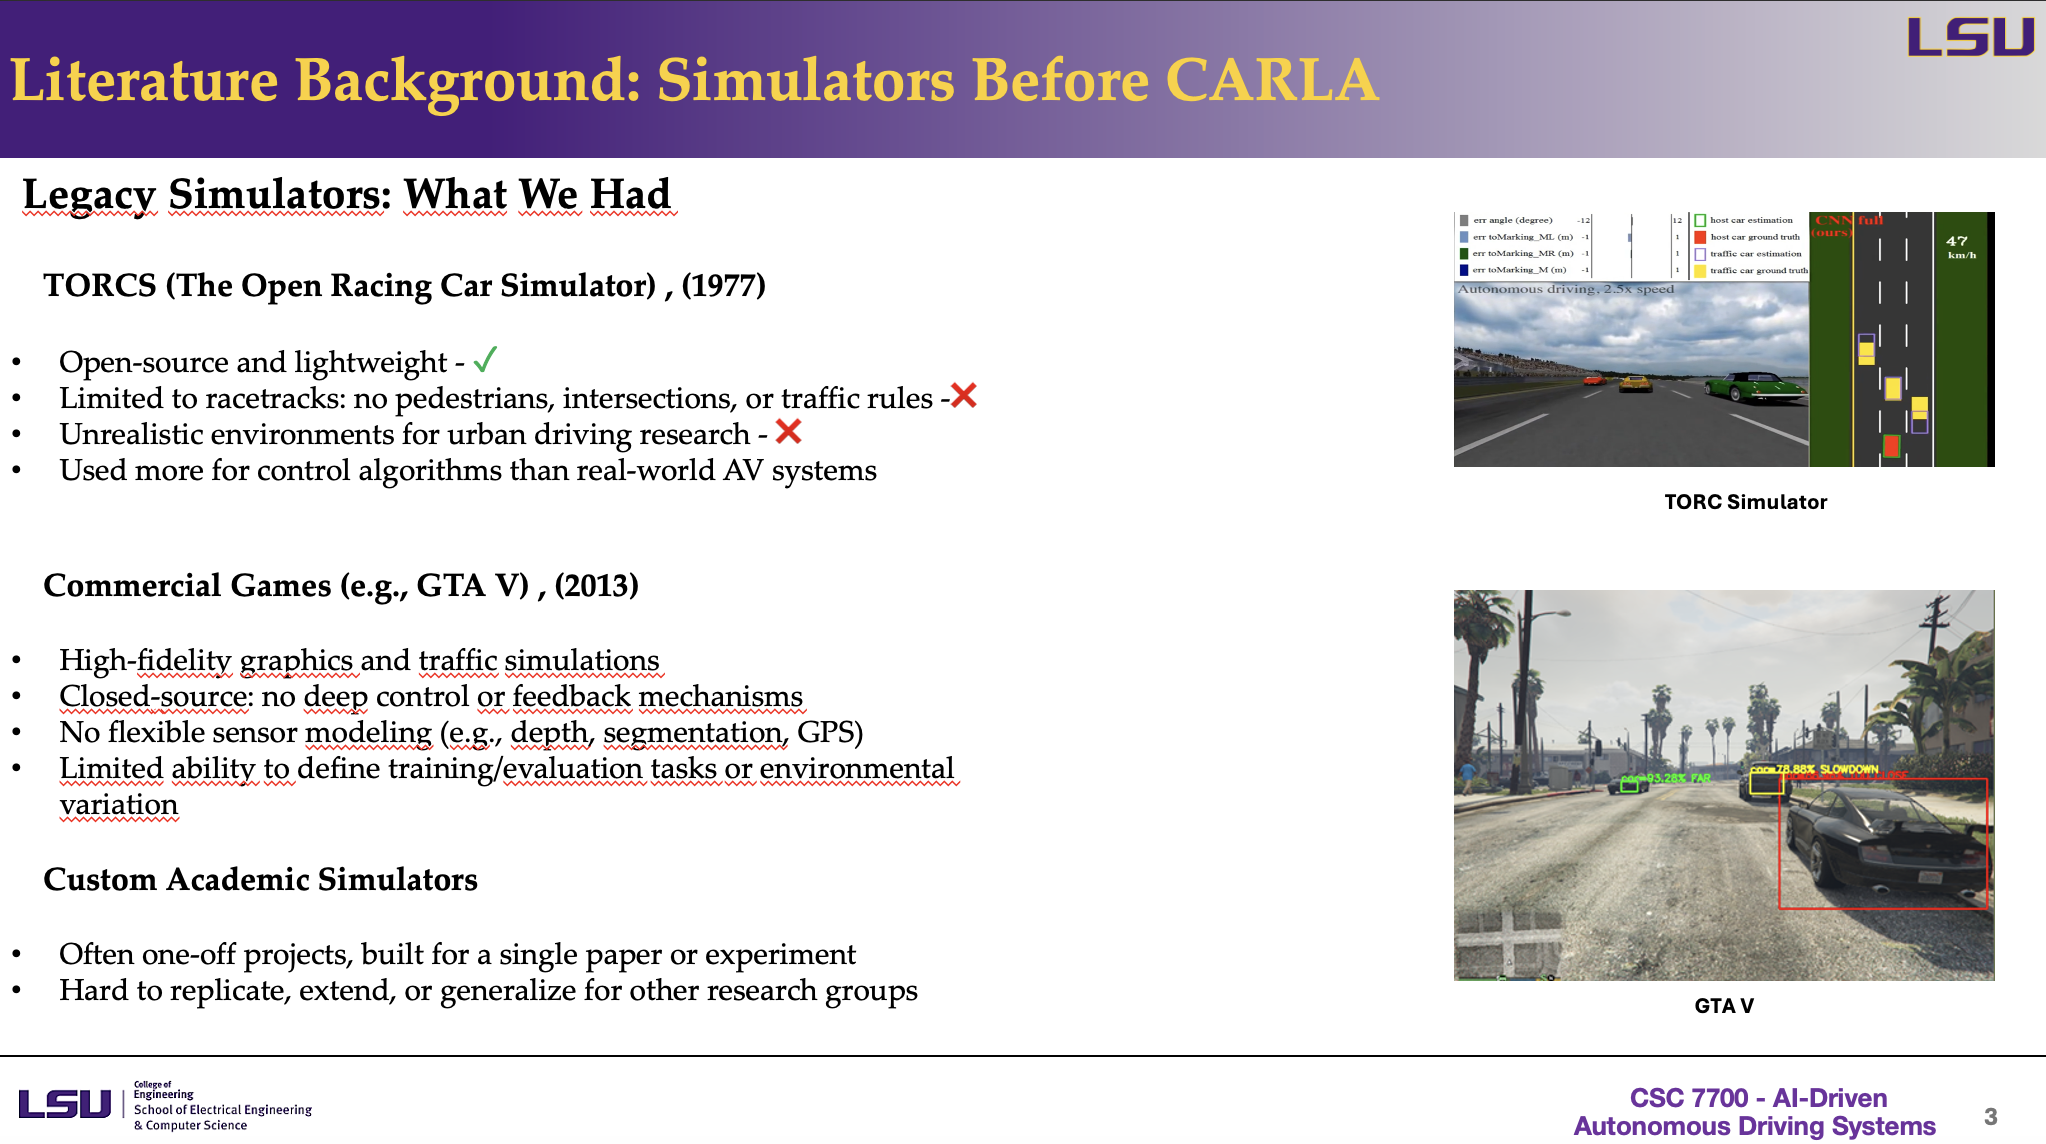 LSU
Literature Background: Simulators Before CARLA
Legacy Simulators: What We Had
TORCS (The Open Racing Car Simulator) , (1977)
• Open-source and lightweight - ✓
• Limited to racetracks: no pedestrians, intersections, or traffic rules -❌
• Unrealistic environments for urban driving research - ❌
• Used more for control algorithms than real-world AV systems
Commercial Games (e.g., GTA V) , (2013)
• High-fidelity graphics and traffic simulations
• Closed-source: no deep control or feedback mechanisms
• No flexible sensor modeling (e.g., depth, segmentation, GPS)
• Limited ability to define training/evaluation tasks or environmental
variation
Custom Academic Simulators
• Often one-off projects, built for a single paper or experiment
• Hard to replicate, extend, or generalize for other research groups
err angle (degree) -12 12
err toMarking_ML (m) -1 1
err toMarking_MR (m) -1 1
err toMarking_M (m) -1 1
host car estimation
host car ground truth
traffic car estimation
traffic car ground truth
CNN full
(ours)
47
km/h
Autonomous driving, 2.5x speed
TORC Simulator
car=93.28% FAR
car=78.88% SLOWDOWN
GTA V
LSU
College of
Engineering
School of Electrical Engineering
& Computer Science
CSC 7700 - AI-Driven
Autonomous Driving Systems
3